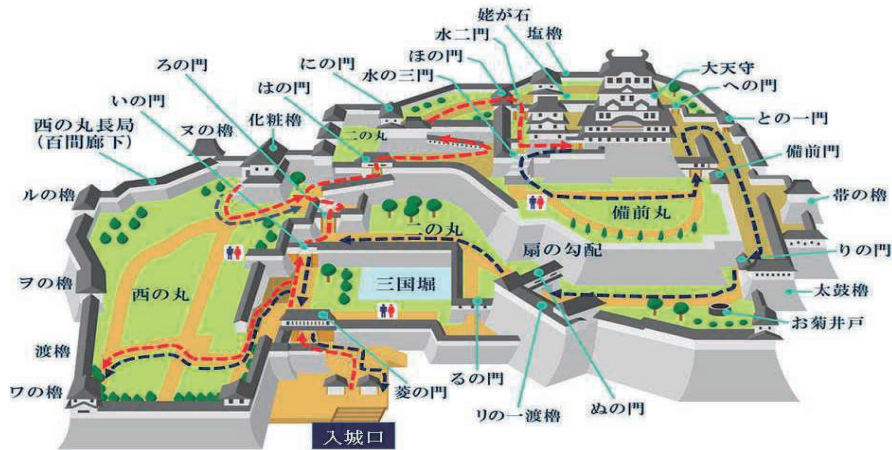 姥が石
水二門
塩櫓
ほの門
水の三門
大天守
への門
との一門
にの門
ろの門
はの門
いの門
西の丸長局
(百間廊下)
ヌの櫓
化粧櫓
二の丸
備前門
ルの櫓
備前丸
帯の櫓
二の丸
扇の勾配
りの門
ヲの櫓
西の丸
三国堀
太鼓櫓
お菊井戸
渡櫓
ワの櫓
菱の門
るの門
リの一渡櫓
ぬの門
入城口